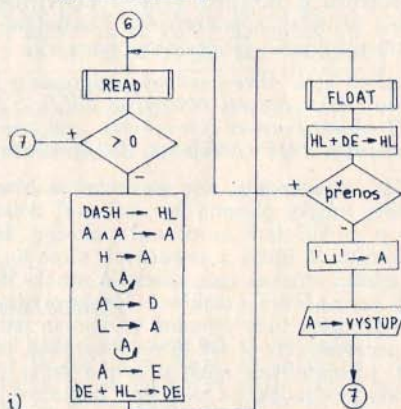 6
READ
7
+
> 0
-
DASH → HL
A ∧ A → A
H → A
A
A → D
L → A
A
A → E
DE + HL → DE
i)
FLOAT
HL + DE → HL
+
přenos
-
'⊔' → A
A → VYSTUP
7